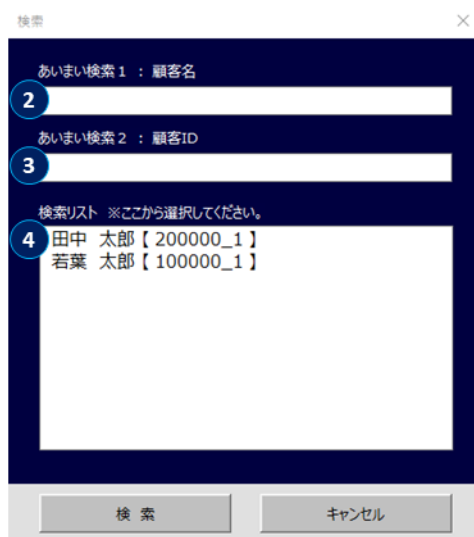 検索
あいまい検索1 : 顧客名
2
あいまい検索2 : 顧客ID
3
検索リスト ※ここから選択してください。
4
田中 太郎【 200000_1 】
若葉 太郎【 100000_1 】
検 索
キャンセル